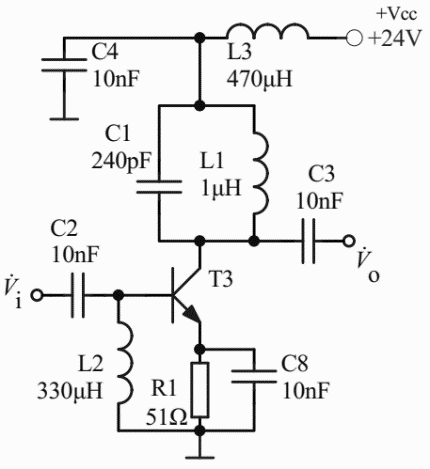 +Vcc
+24V
C4
10nF
L3
470μH
C1
240pF
L1
1μH
C3
10nF
V̇o
C2
10nF
V̇i
T3
L2
330μH
R1
51Ω
C8
10nF